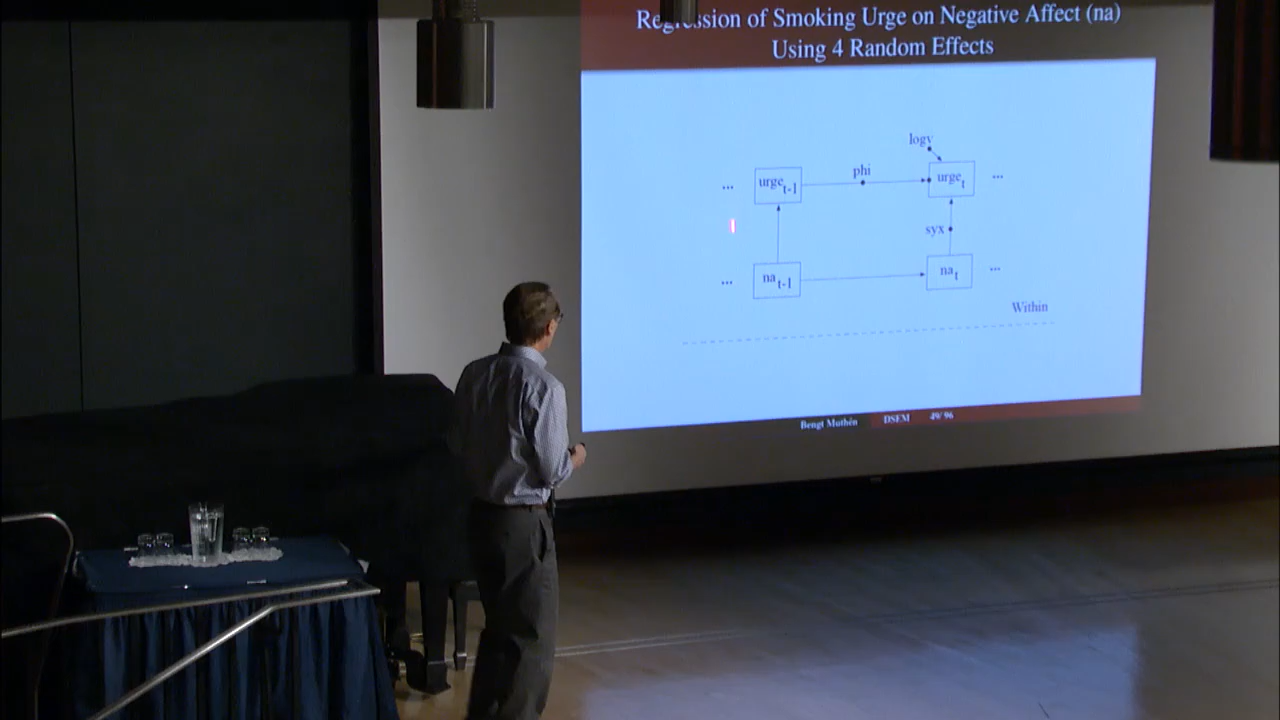 Regression of Smoking Urge on Negative Affect (na)
Using 4 Random Effects
logv
phi
... urge t-1 urge t ...
syx
... na t-1 na t ...
Within
Bengt Muthén DSEM 49/ 96